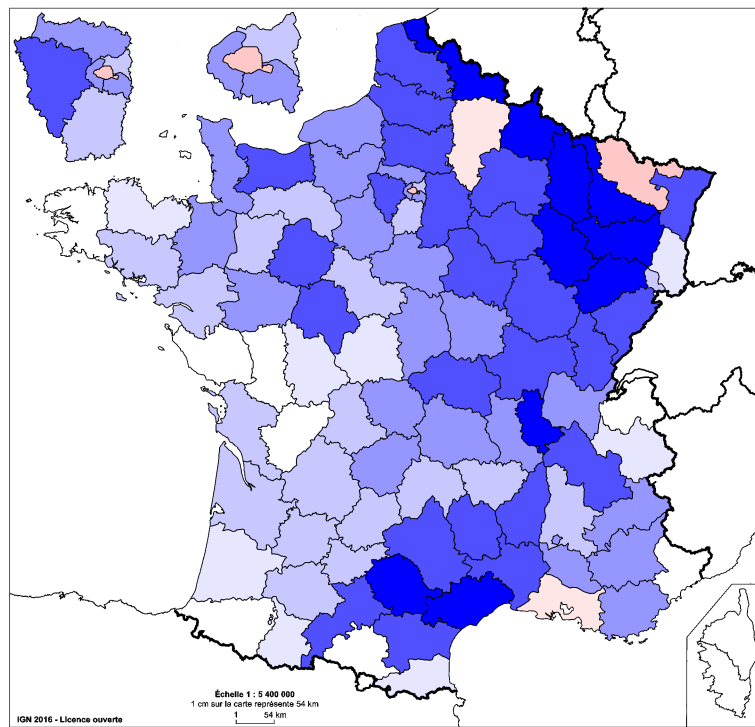 Échelle 1 : 5 400 000
1 cm sur la carte représente 54 km
1 54 km
IGN 2016 - Licence ouverte